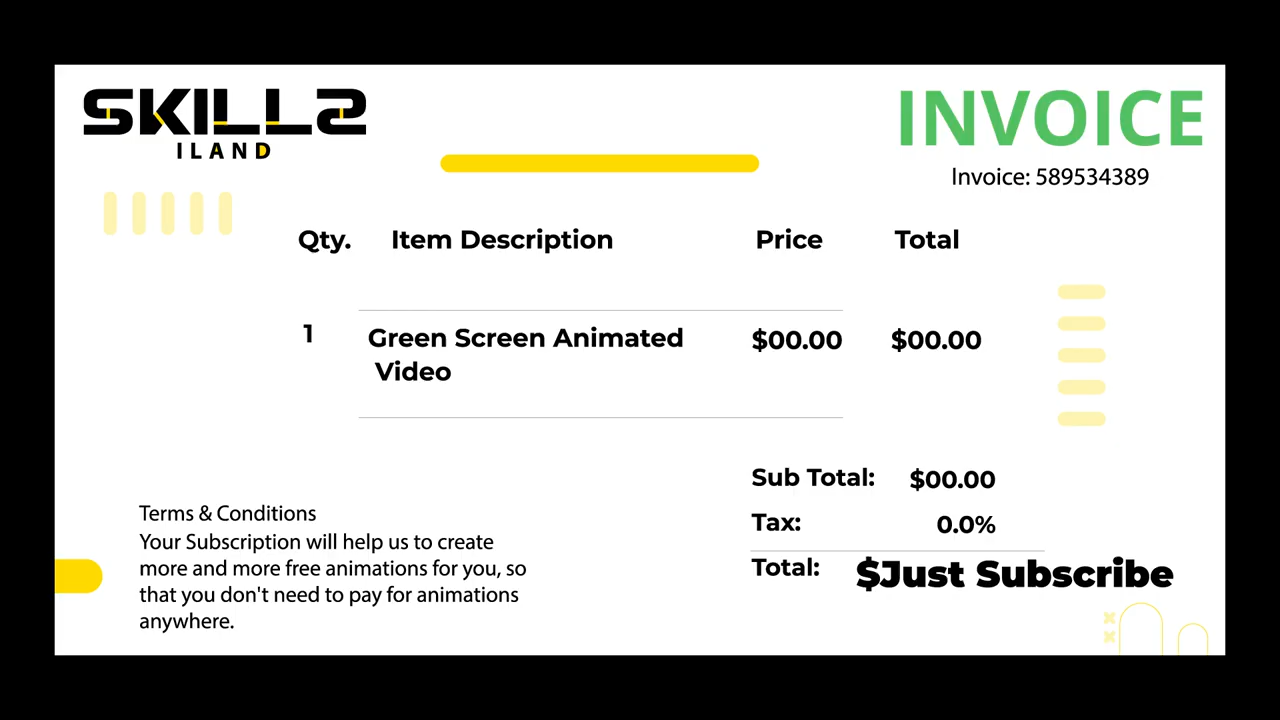 SKILLS
ILAND
INVOICE
Invoice: 589534389
Qty. Item Description Price Total
1 Green Screen Animated $00.00 $00.00
Video
Sub Total: $00.00
Tax: 0.0%
Total: $Just Subscribe
Terms & Conditions
Your Subscription will help us to create
more and more free animations for you, so
that you don't need to pay for animations
anywhere.